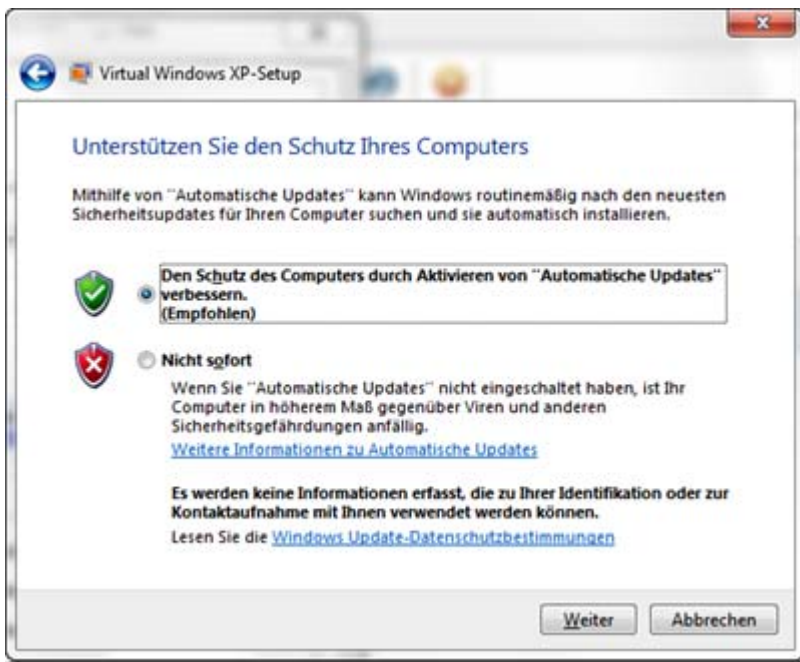 Virtual Windows XP-Setup
Unterstützen Sie den Schutz Ihres Computers
Mithilfe von "Automatische Updates" kann Windows routinemäßig nach den neuesten
Sicherheitsupdates für Ihren Computer suchen und sie automatisch installieren.
Den Schutz des Computers durch Aktivieren von "Automatische Updates"
verbessern.
(Empfohlen)
Nicht sofort
Wenn Sie "Automatische Updates" nicht eingeschaltet haben, ist Ihr
Computer in höherem Maß gegenüber Viren und anderen
Sicherheitsgefährdungen anfällig.
Weitere Informationen zu Automatische Updates
Es werden keine Informationen erfasst, die zu Ihrer Identifikation oder zur
Kontaktaufnahme mit Ihnen verwendet werden können.
Lesen Sie die Windows Update-Datenschutzbestimmungen
Weiter
Abbrechen